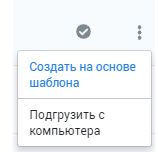 Создать на основе
шаблона
Подгрузить с
компьютера